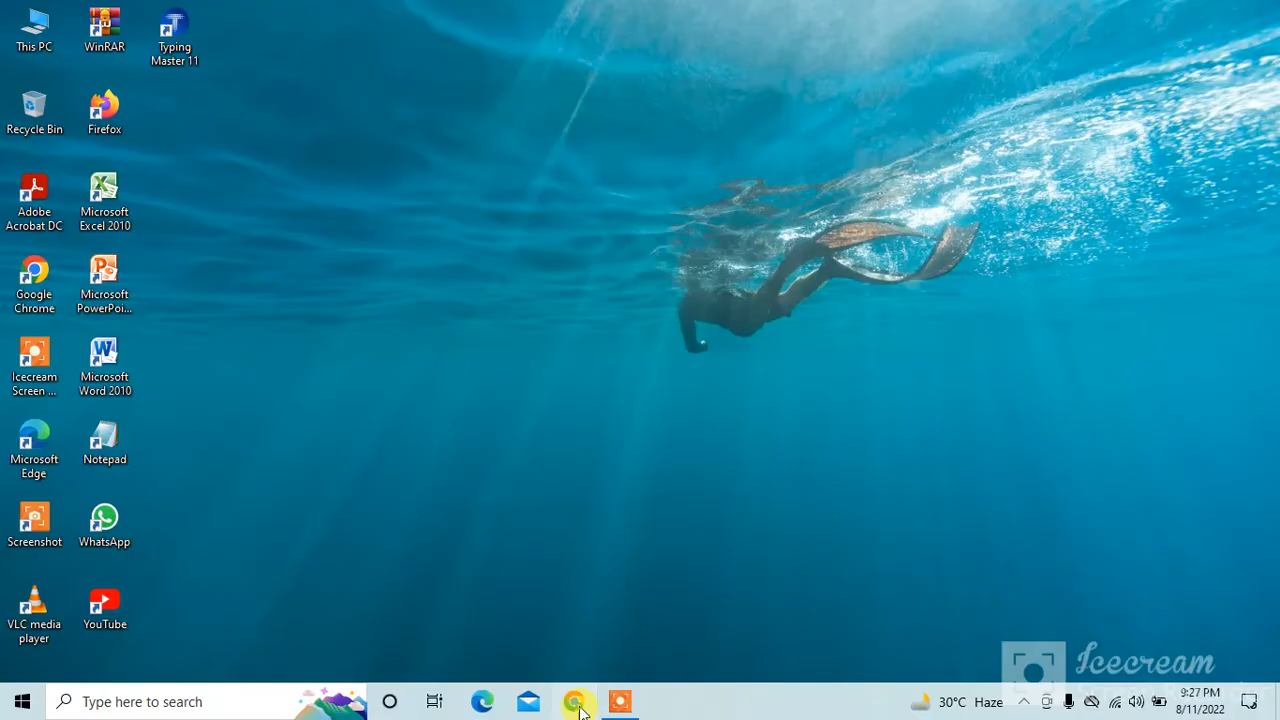 This PC
WinRAR
Typing
Master 11
Recycle Bin
Firefox
Adobe
Acrobat DC
Microsoft
Excel 2010
Google
Chrome
Microsoft
PowerPoi...
Icecream
Screen ...
Microsoft
Word 2010
Microsoft
Edge
Notepad
Screenshot
WhatsApp
VLC media
player
YouTube
Icecream
Type here to search
30°C Haze
9:27 PM
8/11/2022